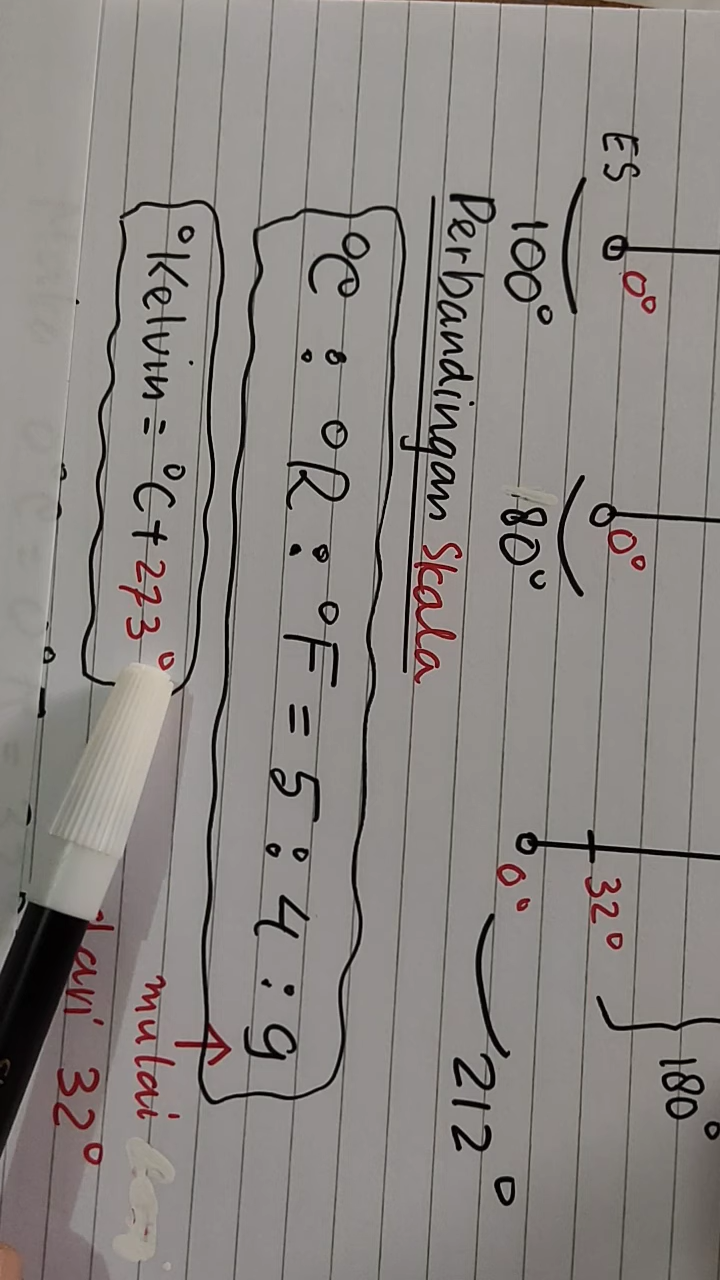 180°
ES 0° 0° 32°
0°
100° 80° 212°
Perbandingan Skala
°C : °R : °F = 5 : 4 : 9
°Kelvin = °C + 273°
mulai
dari 32°